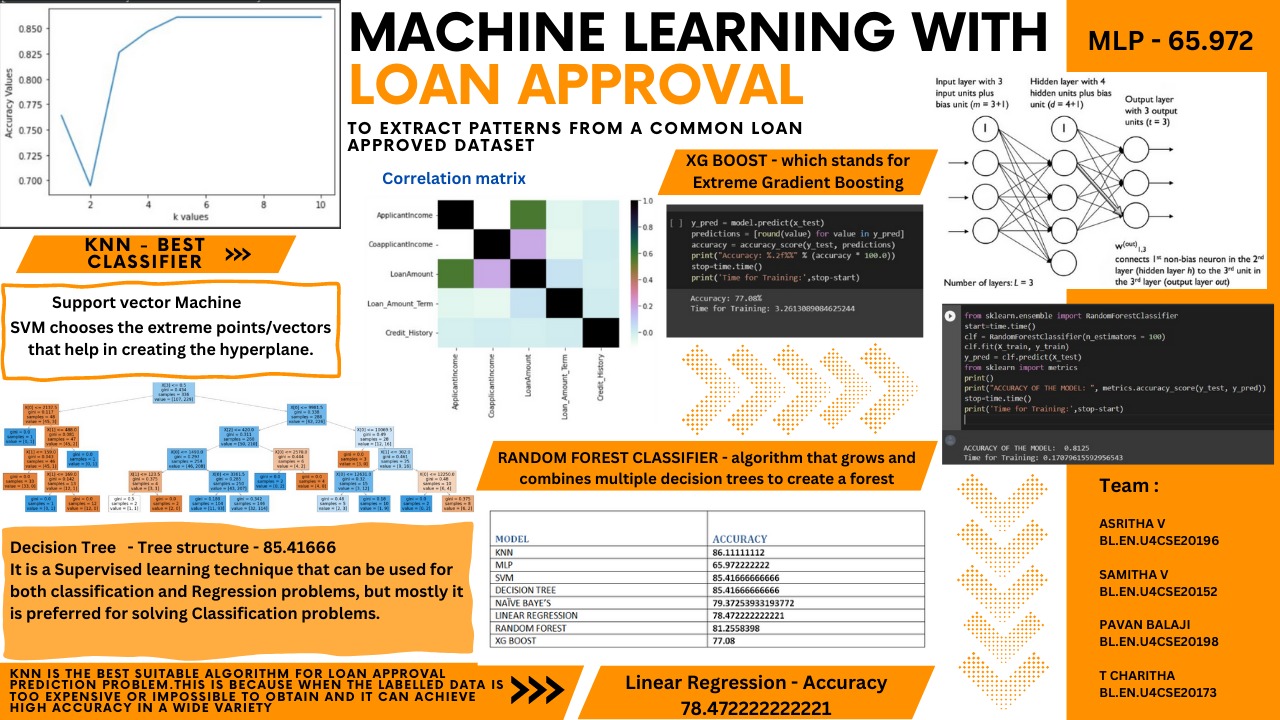 MACHINE LEARNING WITH
LOAN APPROVAL
TO EXTRACT PATTERNS FROM A COMMON LOAN
APPROVED DATASET
Accuracy Values
0.850
0.825
0.800
0.775
0.750
0.725
0.700
2 4 6 8 10
k values
KNN - BEST
CLASSIFIER
Support vector Machine
SVM chooses the extreme points/vectors
that help in creating the hyperplane.
Decision Tree - Tree structure - 85.41666
It is a Supervised learning technique that can be used for
both classification and Regression problems, but mostly it
is preferred for solving Classification problems.
KNN IS THE BEST SUITABLE ALGORITHM FOR LOAN APPROVAL
PREDICTION PROBLEM.THIS IS BECAUSE WHEN THE LABELLED DATA IS
TOO EXPENSIVE OR IMPOSSIBLE TO OBTAIN AND IT CAN ACHIEVE
HIGH ACCURACY IN A WIDE VARIETY
Correlation matrix
ApplicantIncome
CoapplicantIncome
LoanAmount
Loan_Amount_Term
Credit_History
ApplicantIncome
CoapplicantIncome
LoanAmount
Loan_Amount_Term
Credit_History
1.0
0.8
0.6
0.4
0.2
0.0
XG BOOST - which stands for
Extreme Gradient Boosting
[ ] y_pred = model.predict(x_test)
predictions = [round(value) for value in y_pred]
accuracy = accuracy_score(y_test, predictions)
print("Accuracy: %.2f%%" % (accuracy * 100.0))
stop=time.time()
print('Time for Training:',stop-start)
Accuracy: 77.08%
Time for Training: 3.2613089084625244
RANDOM FOREST CLASSIFIER - algorithm that grows and
combines multiple decision trees to create a forest
MODEL ACCURACY
KNN 86.11111112
MLP 65.972222222
SVM 85.41666666666
DECISION TREE 85.41666666666
NAÏVE BAYE'S 79.37253933193772
LINEAR REGRESSION 78.472222222221
RANDOM FOREST 81.2558398
XG BOOST 77.08
Linear Regression - Accuracy
78.472222222221
MLP - 65.972
Input layer with 3
input units plus
bias unit (m = 3+1)
Hidden layer with 4
hidden units plus bias
unit (d = 4+1)
Output layer
with 3 output
units (t = 3)
1 1
Number of layers: L = 3
w(out)1,3
connects 1st non-bias neuron in the 2nd
layer (hidden layer h) to the 3rd unit in
the 3rd layer (output layer out)
from sklearn.ensemble import RandomForestClassifier
start=time.time()
clf = RandomForestClassifier(n_estimators = 100)
clf.fit(X_train, y_train)
y_pred = clf.predict(X_test)
from sklearn import metrics
print()
print("ACCURACY OF THE MODEL: ", metrics.accuracy_score(y_test, y_pred))
stop=time.time()
print('Time for Training:',stop-start)
ACCURACY OF THE MODEL: 0.8125
Time for Training: 0.17079615592956543
Team :
ASRITHA V
BL.EN.U4CSE20196
SAMITHA V
BL.EN.U4CSE20152
PAVAN BALAJI
BL.EN.U4CSE20198
T CHARITHA
BL.EN.U4CSE20173